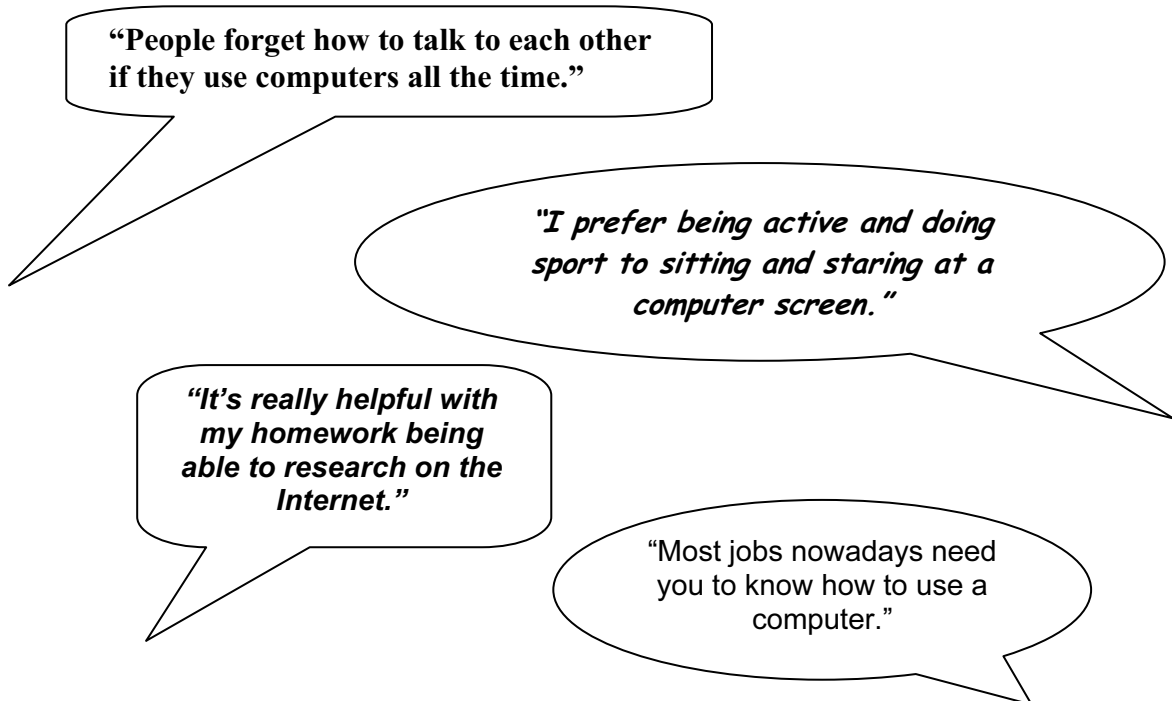 “People forget how to talk to each other
if they use computers all the time.”
“I prefer being active and doing
sport to sitting and staring at a
computer screen.”
“It’s really helpful with
my homework being
able to research on the
Internet.”
“Most jobs nowadays need
you to know how to use a
computer.”